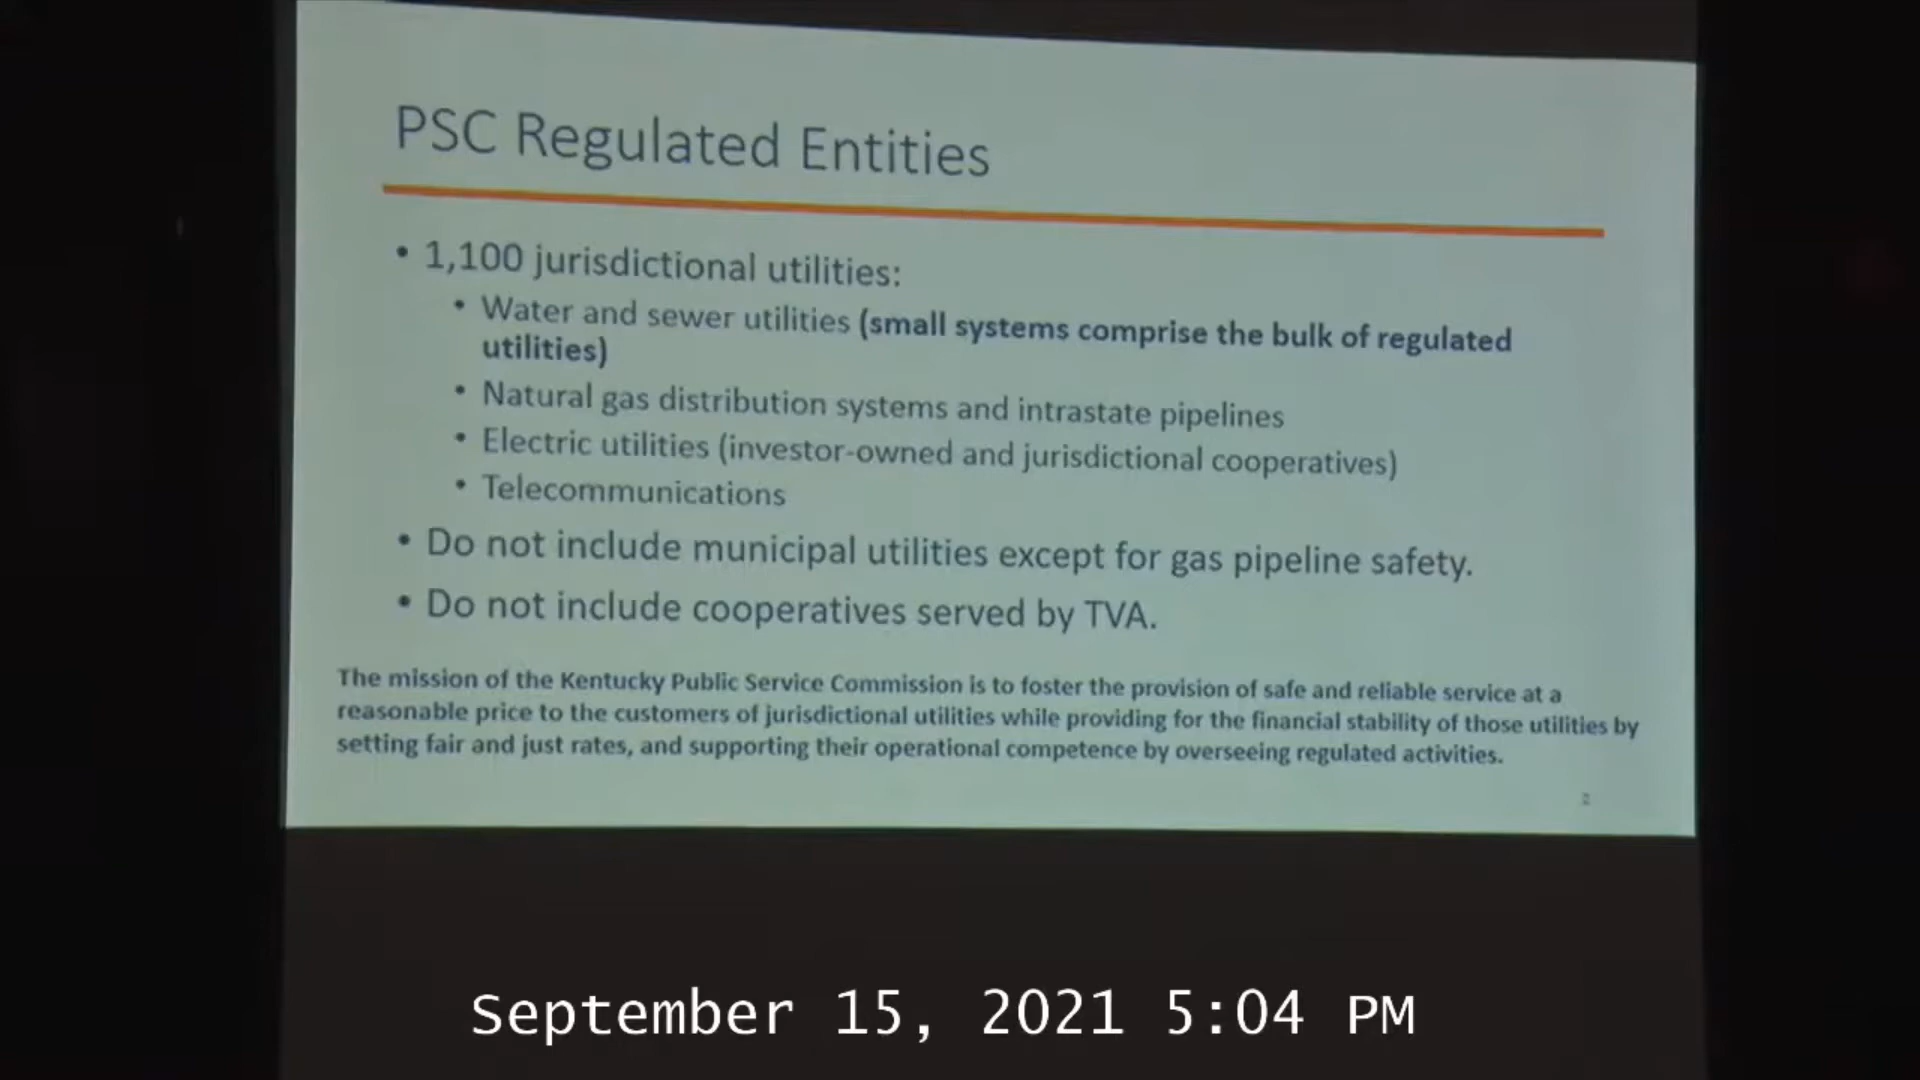 PSC Regulated Entities
• 1,100 jurisdictional utilities:
• Water and sewer utilities (small systems comprise the bulk of regulated
utilities)
• Natural gas distribution systems and intrastate pipelines
• Electric utilities (investor-owned and jurisdictional cooperatives)
• Telecommunications
• Do not include municipal utilities except for gas pipeline safety.
• Do not include cooperatives served by TVA.
The mission of the Kentucky Public Service Commission is to foster the provision of safe and reliable service at a
reasonable price to the customers of jurisdictional utilities while providing for the financial stability of those utilities by
setting fair and just rates, and supporting their operational competence by overseeing regulated activities.
2
September 15, 2021 5:04 PM